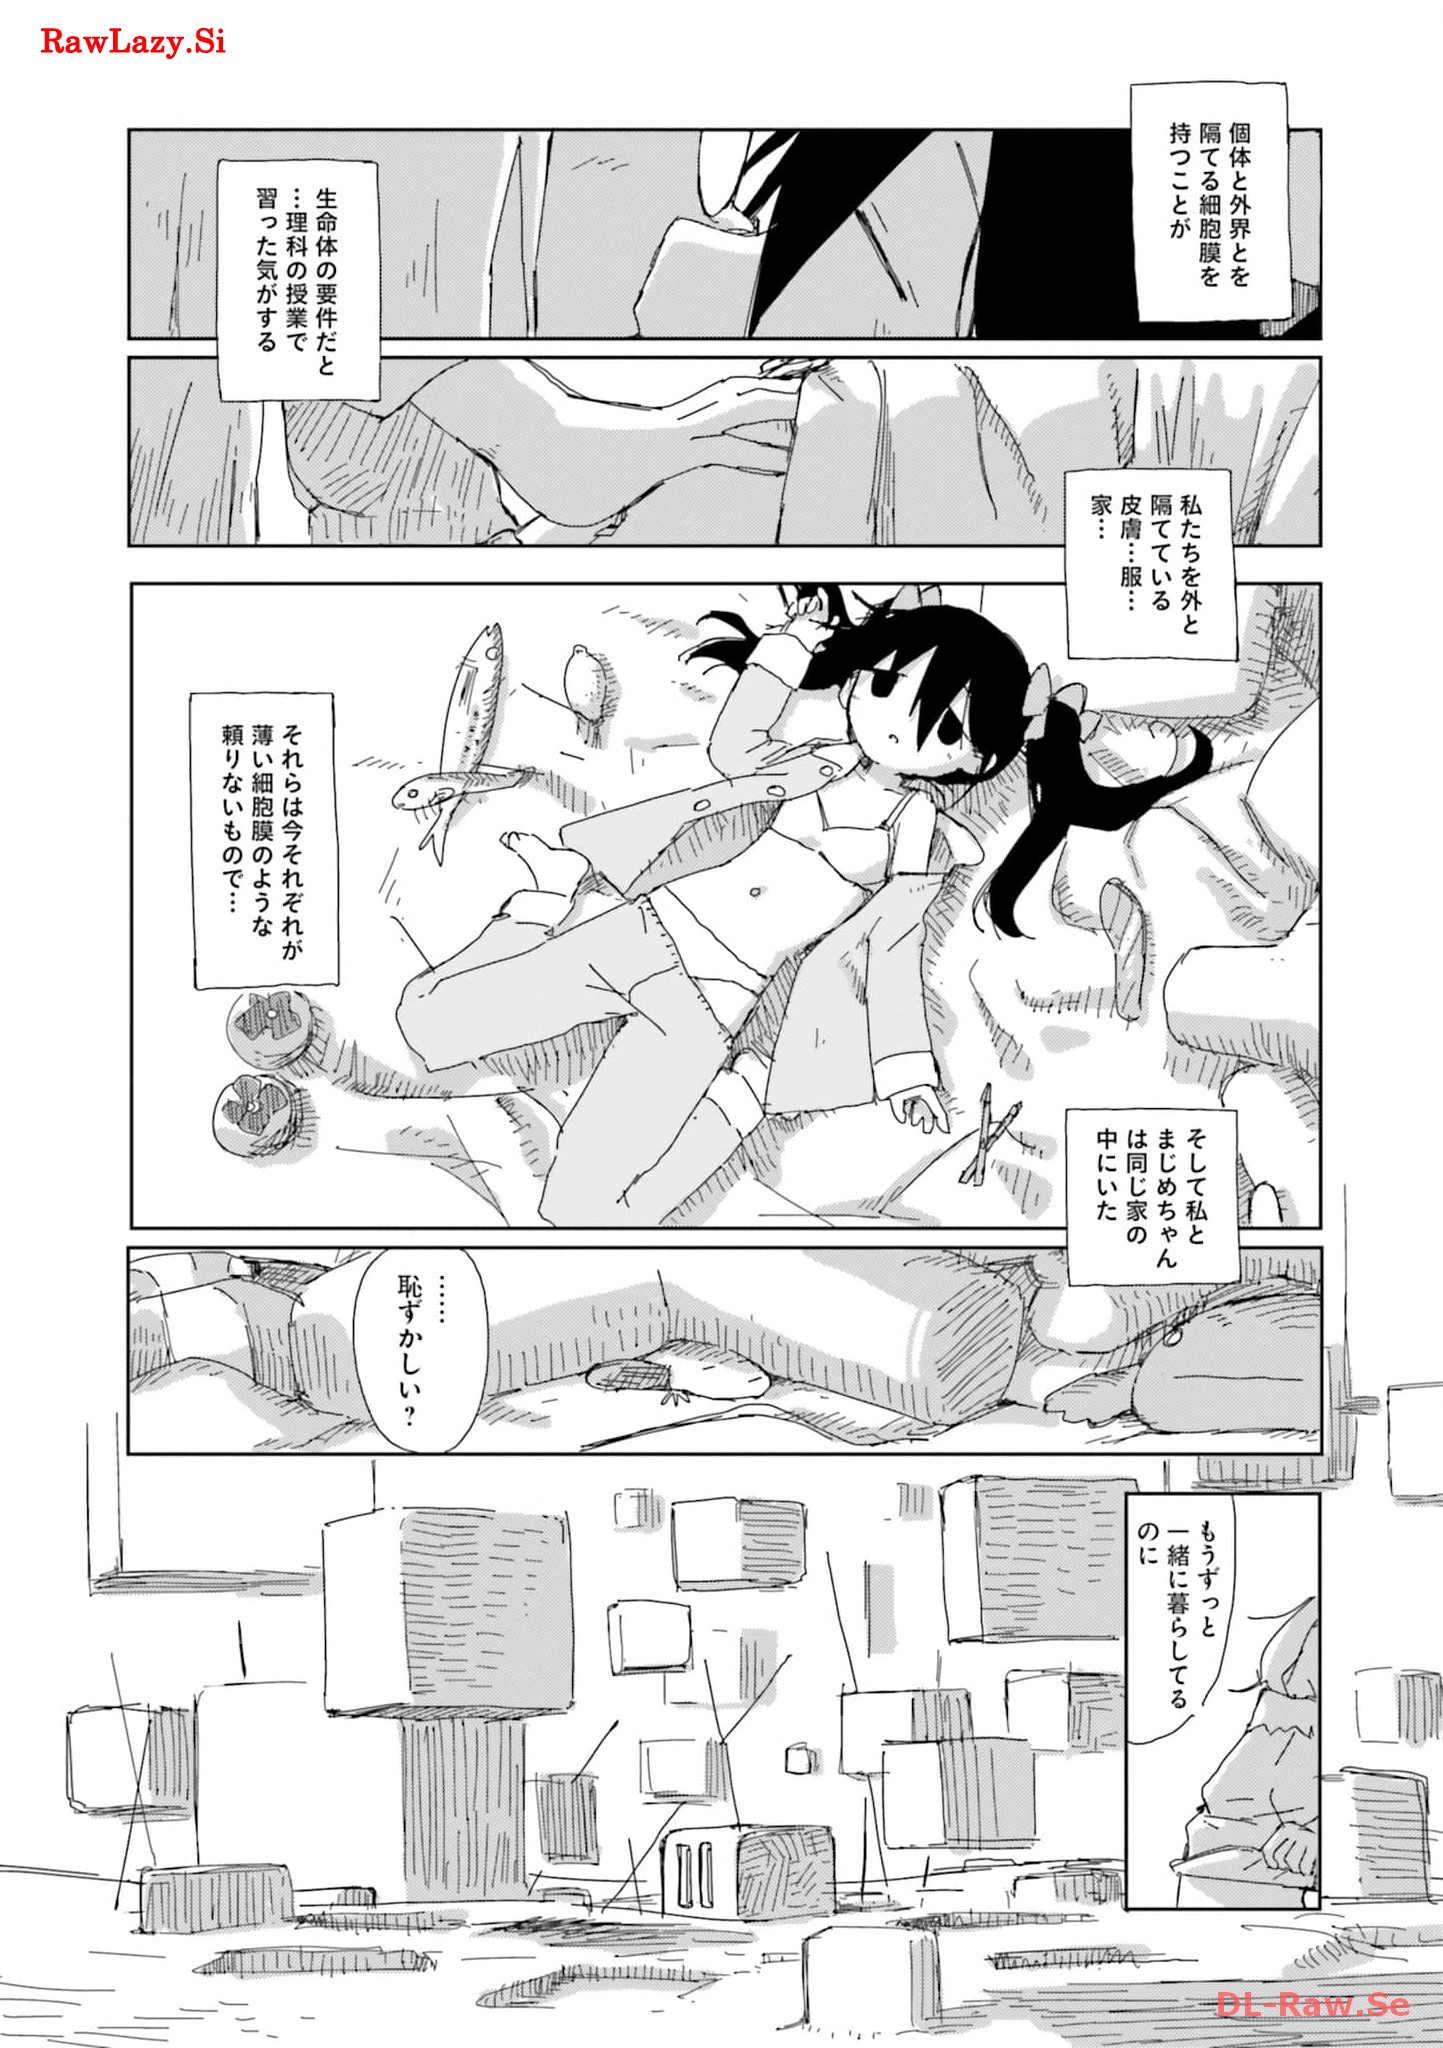 RawLazy.Si
個体と外界とを
隔てる細胞膜を
持つことが
生命体の要件だと
…理科の授業で
習った気がする
私たちを外と
隔てている
皮膚…服…
家…
それらは今それぞれが
薄い細胞膜のような
頼りないもので…
そして私と
まじめちゃん
は同じ家の
中にいた
……
恥ずかしい?
もうずっと
一緒に暮らしてる
のに
DL-Raw.Se